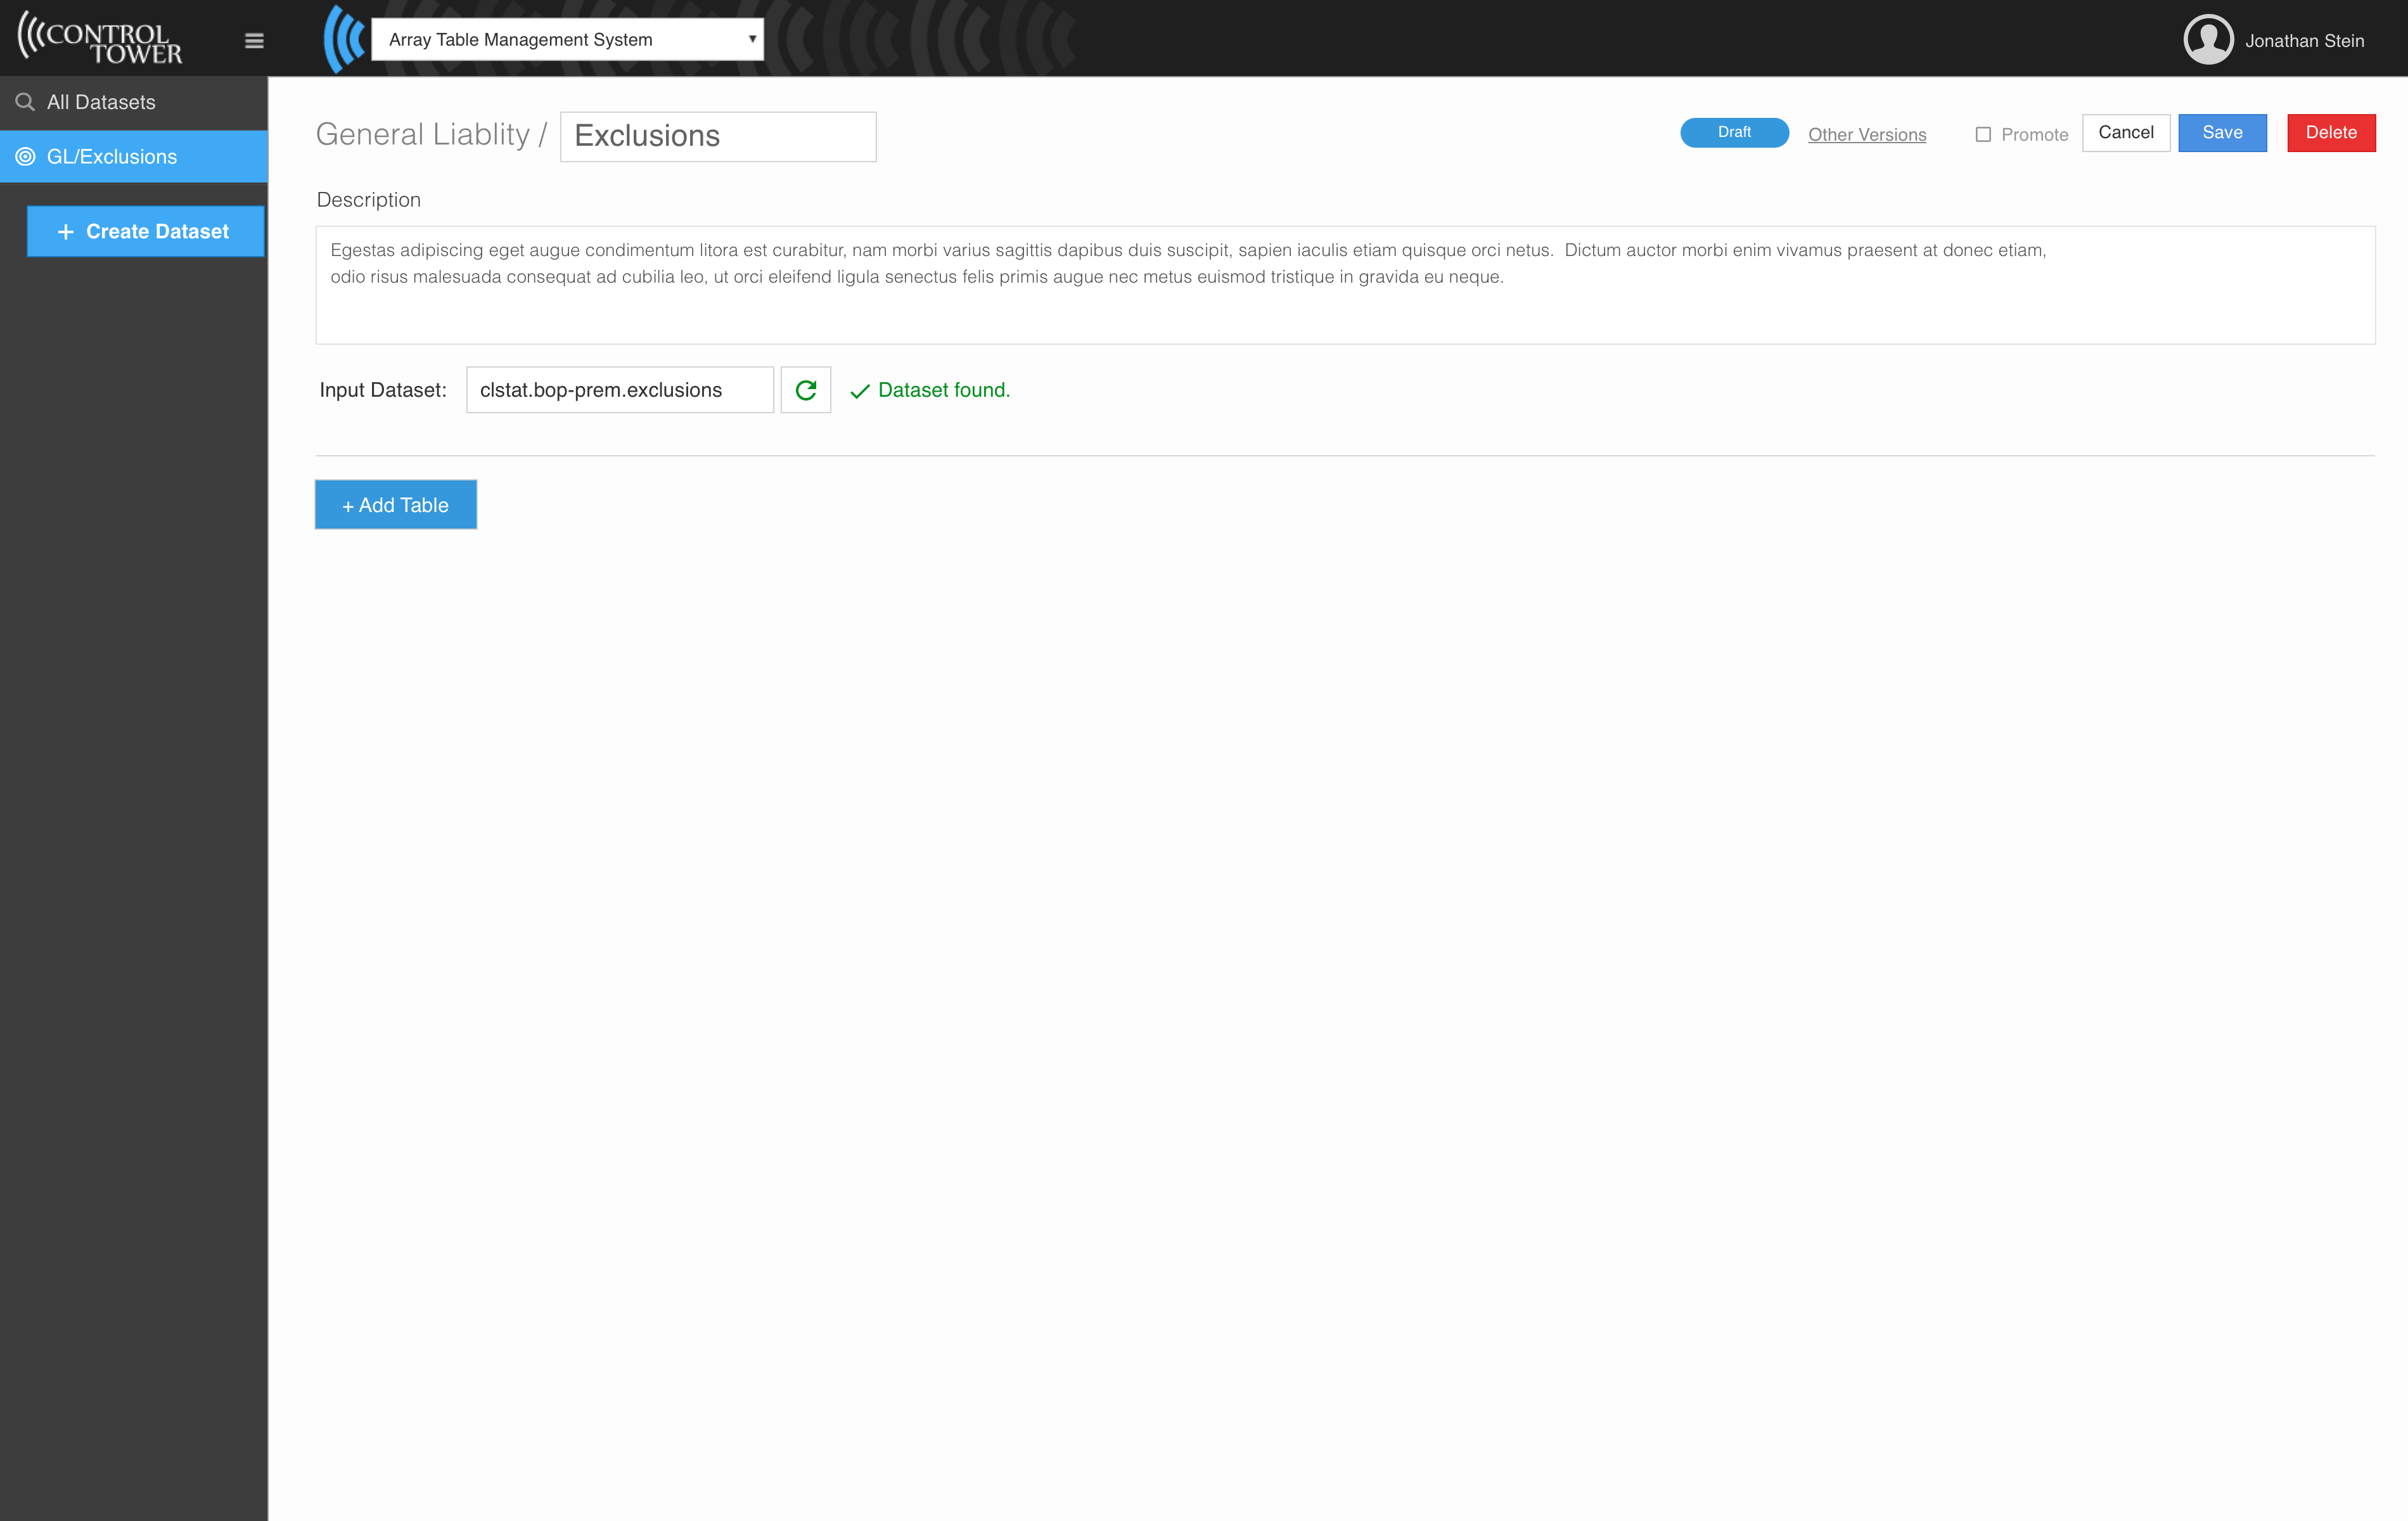 CONTROL
TOWER
Array Table Management System
Jonathan Stein
All Datasets
GL/Exclusions
+ Create Dataset
General Liablity / Exclusions
Draft
Other Versions
Promote
Cancel
Save
Delete
Description
Egestas adipiscing eget augue condimentum litora est curabitur, nam morbi varius sagittis dapibus duis suscipit, sapien iaculis etiam quisque orci netus.  Dictum auctor morbi enim vivamus praesent at donec etiam,
odio risus malesuada consequat ad cubilia leo, ut orci eleifend ligula senectus felis primis augue nec metus euismod tristique in gravida eu neque.
Input Dataset: clstat.bop-prem.exclusions Dataset found.
+ Add Table